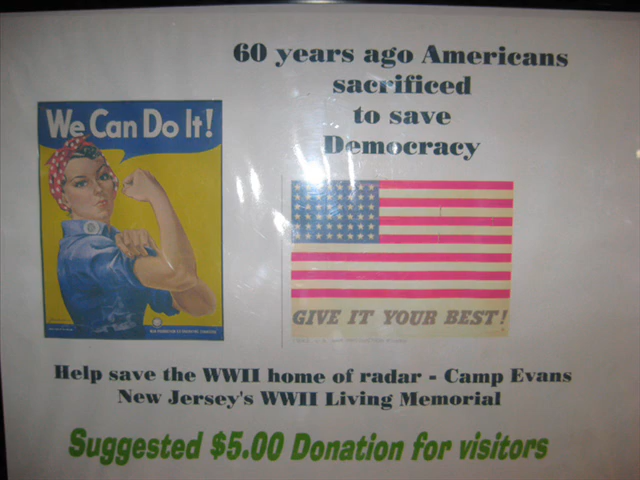 60 years ago Americans
sacrificed
to save
Democracy
We Can Do It!
GIVE IT YOUR BEST!
Help save the WWII home of radar - Camp Evans
New Jersey's WWII Living Memorial
Suggested $5.00 Donation for visitors